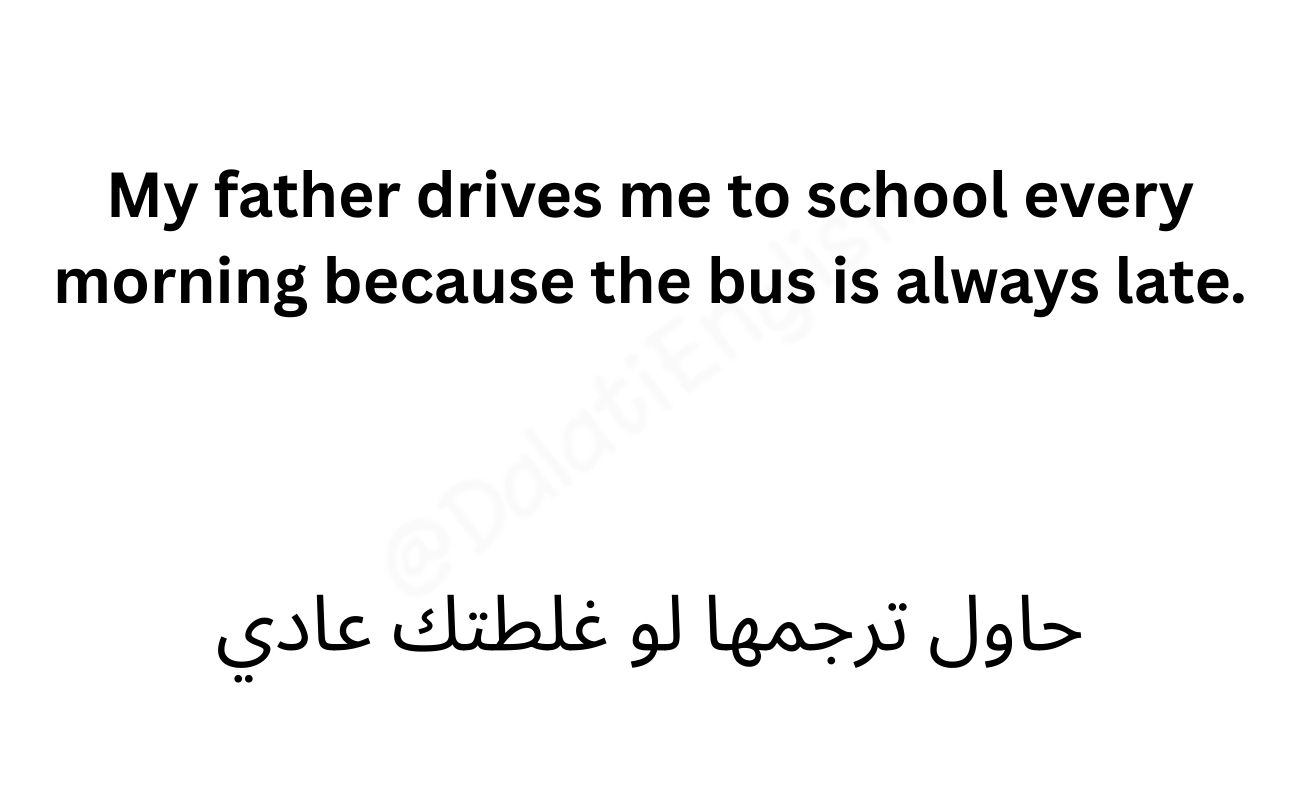 My father drives me to school every
morning because the bus is always late.
@DalatiEnglish
حاول ترجمها لو غلطتك عادي